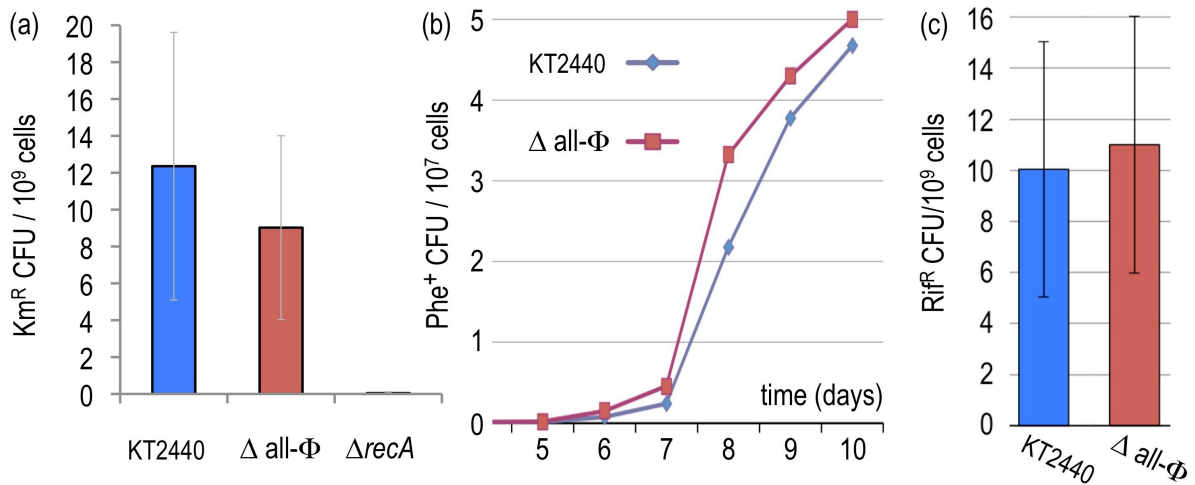 (a)
Kmᴿ CFU / 10⁹ cells
20
18
16
14
12
10
8
6
4
2
0
KT2440
Δ all-Φ
ΔrecA
(b)
Phe⁺ CFU / 10⁷ cells
5
4
3
2
1
0
KT2440
Δ all-Φ
time (days)
5 6 7 8 9 10
(c)
Rifᴿ CFU/10⁹ cells
16
14
12
10
8
6
4
2
0
KT2440
Δ all-Φ